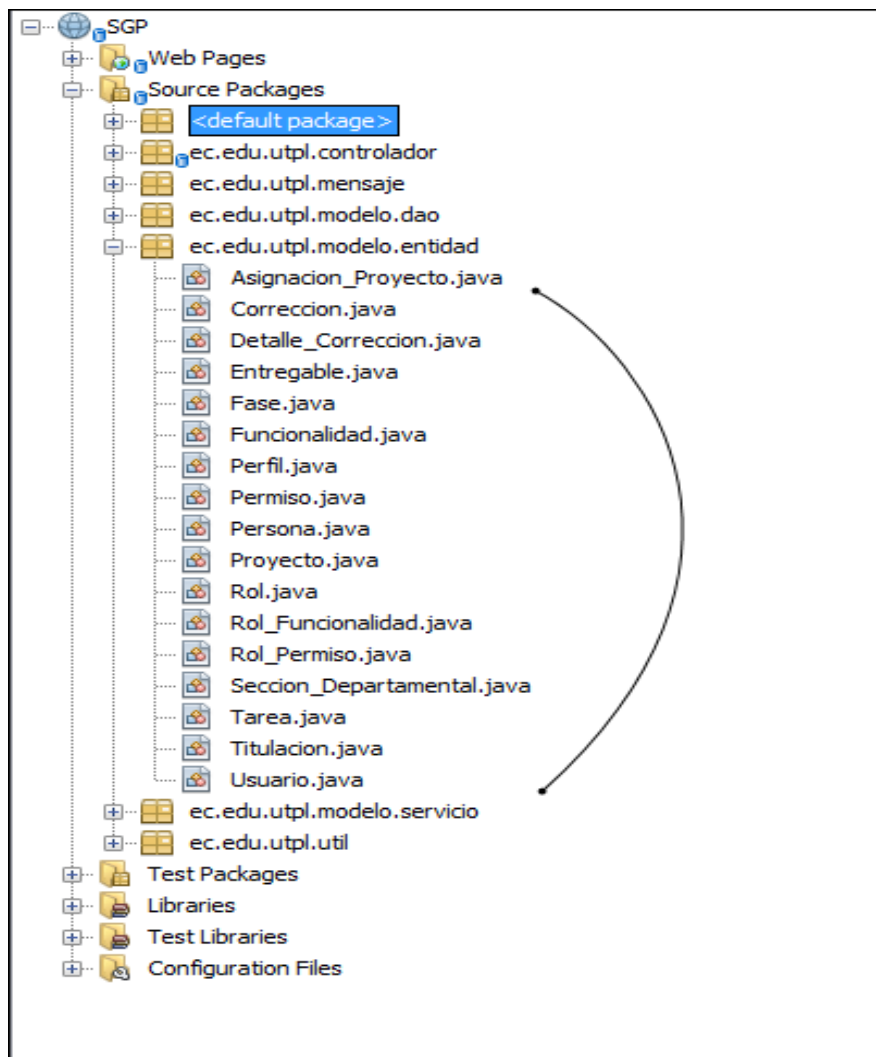 SGP
Web Pages
Source Packages
<default package>
ec.edu.utpl.controlador
ec.edu.utpl.mensaje
ec.edu.utpl.modelo.dao
ec.edu.utpl.modelo.entidad
Asignacion_Proyecto.java
Correccion.java
Detalle_Correccion.java
Entregable.java
Fase.java
Funcionalidad.java
Perfil.java
Permiso.java
Persona.java
Proyecto.java
Rol.java
Rol_Funcionalidad.java
Rol_Permiso.java
Seccion_Departamental.java
Tarea.java
Titulacion.java
Usuario.java
ec.edu.utpl.modelo.servicio
ec.edu.utpl.util
Test Packages
Libraries
Test Libraries
Configuration Files